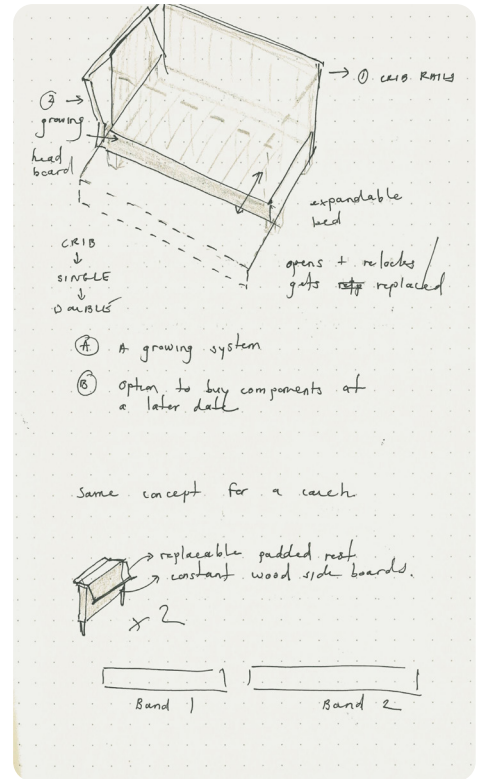 ① CRIB RAILS
②
growing
head
board
expandable
bed
CRIB
↓
SINGLE
↓
DOUBLE
opens + relocks /
gets replaced
Ⓐ A growing system
Ⓑ option to buy components at
a later date
Same concept for a couch
replaceable padded rest
constant wood side boards.
x 2
Band 1
Band 2